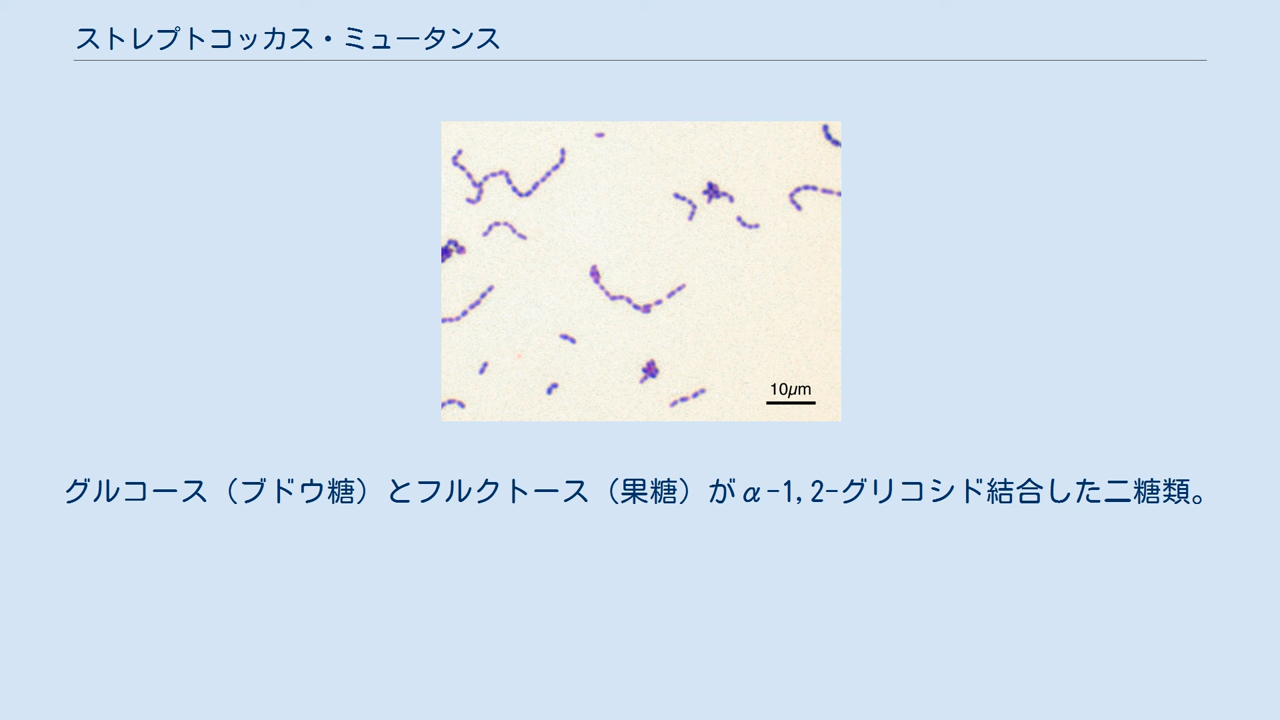 ストレプトコッカス・ミュータンス
10μm
グルコース（ブドウ糖）とフルクトース（果糖）がα-1,2-グリコシド結合した二糖類。